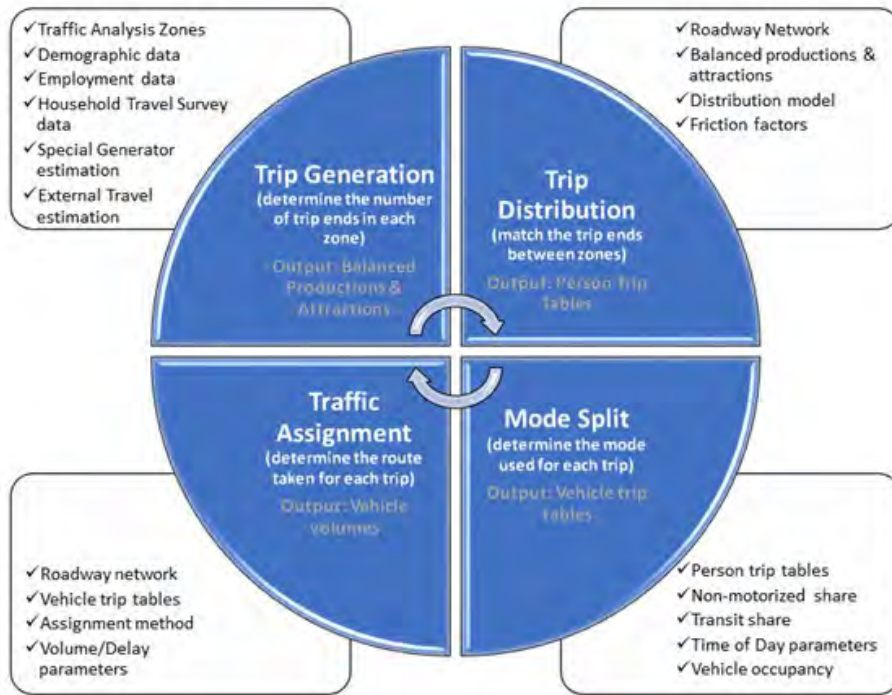 ✓Traffic Analysis Zones
✓Demographic data
✓Employment data
✓Household Travel Survey
data
✓Special Generator
estimation
✓External Travel
estimation
Trip Generation
(determine the number
of trip ends in each
zone)
Output: Balanced
Productions &
Attractions
✓Roadway Network
✓Balanced productions &
attractions
✓Distribution model
✓Friction factors
Trip
Distribution
(match the trip ends
between zones)
Output: Person Trip
Tables
Traffic
Assignment
(determine the route
taken for each trip)
Output: Vehicle
volumes
✓Roadway network
✓Vehicle trip tables
✓Assignment method
✓Volume/Delay
parameters
Mode Split
(determine the mode
used for each trip)
Output: Vehicle trip
tables
✓Person trip tables
✓Non-motorized share
✓Transit share
✓Time of Day parameters
✓Vehicle occupancy